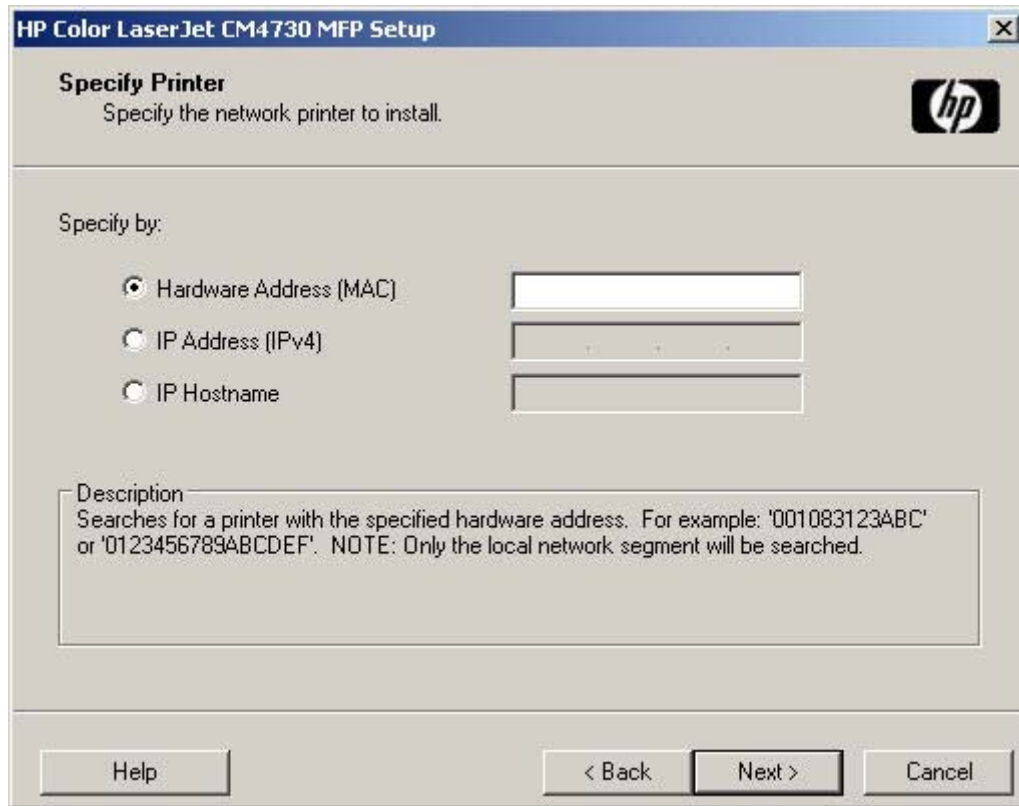 HP Color LaserJet CM4730 MFP Setup
Specify Printer
Specify the network printer to install.
hp
Specify by:
Hardware Address (MAC)
IP Address (IPv4)
. . .
IP Hostname
Description
Searches for a printer with the specified hardware address. For example: '001083123ABC'
or '0123456789ABCDEF'. NOTE: Only the local network segment will be searched.
Help
< Back
Next >
Cancel